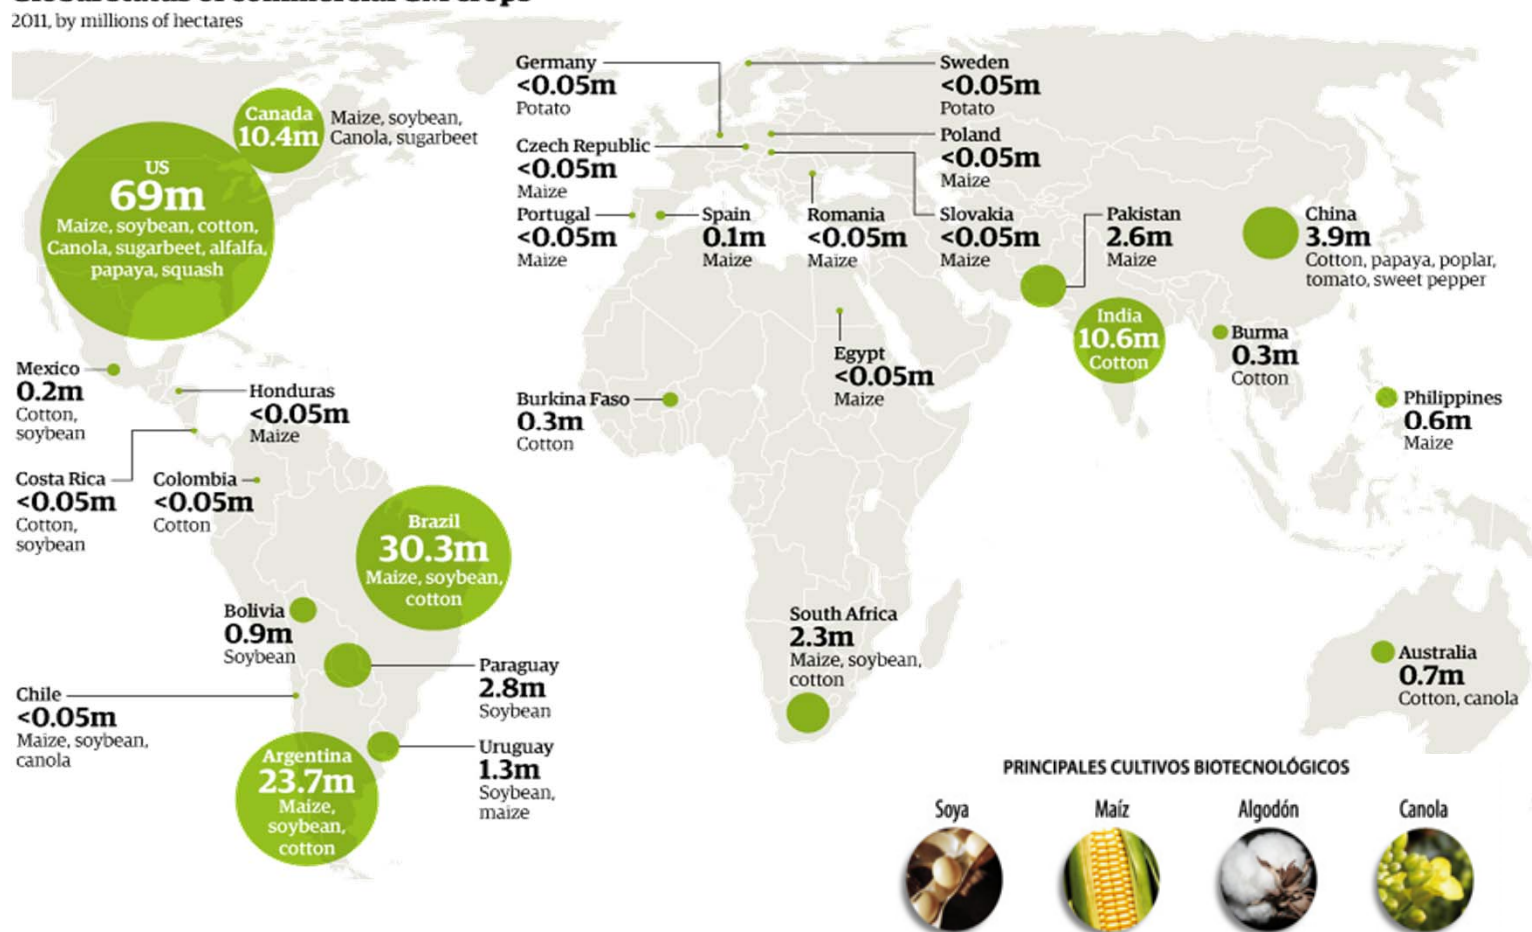 2011, by millions of hectares
Canada
10.4m
Maize, soybean,
Canola, sugarbeet
US
69m
Maize, soybean, cotton,
Canola, sugarbeet, alfalfa,
papaya, squash
Germany
<0.05m
Potato
Sweden
<0.05m
Potato
Czech Republic
<0.05m
Maize
Poland
<0.05m
Maize
Portugal
<0.05m
Maize
Spain
0.1m
Maize
Romania
<0.05m
Maize
Slovakia
<0.05m
Maize
Pakistan
2.6m
Maize
China
3.9m
Cotton, papaya, poplar,
tomato, sweet pepper
India
10.6m
Cotton
Burma
0.3m
Cotton
Philippines
0.6m
Maize
Egypt
<0.05m
Maize
Burkina Faso
0.3m
Cotton
Mexico
0.2m
Cotton,
soybean
Honduras
<0.05m
Maize
Costa Rica
<0.05m
Cotton,
soybean
Colombia
<0.05m
Cotton
Brazil
30.3m
Maize, soybean,
cotton
Bolivia
0.9m
Soybean
Paraguay
2.8m
Soybean
Chile
<0.05m
Maize, soybean,
canola
Argentina
23.7m
Maize,
soybean,
cotton
Uruguay
1.3m
Soybean,
maize
South Africa
2.3m
Maize, soybean,
cotton
Australia
0.7m
Cotton, canola
PRINCIPALES CULTIVOS BIOTECNOLÓGICOS
Soya
Maíz
Algodón
Canola